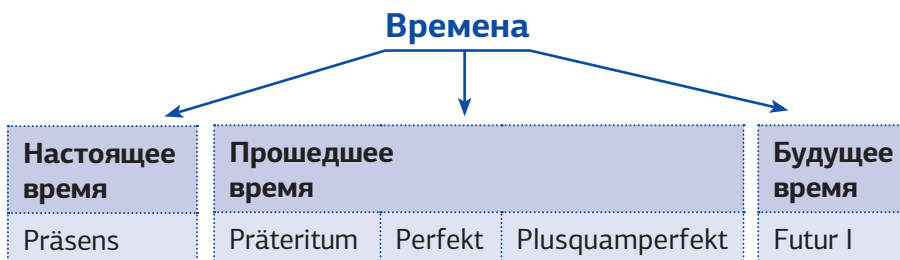 Времена
Настоящее время
Прошедшее время
Будущее время
Präsens
Präteritum
Perfekt
Plusquamperfekt
Futur I